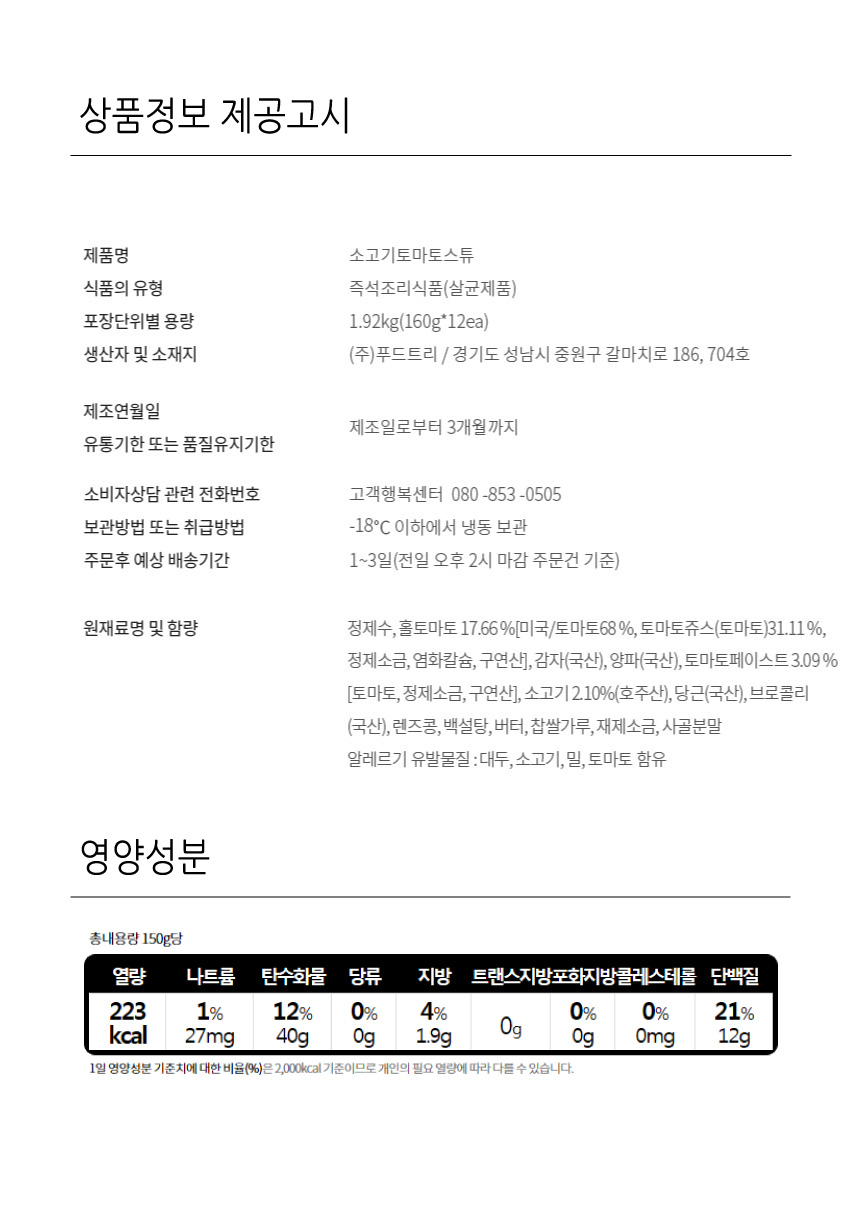 상품정보 제공고시
제품명 소고기토마토스튜
식품의 유형 즉석조리식품(살균제품)
포장단위별 용량 1.92kg(160g*12ea)
생산자 및 소재지 (주)푸드트리 / 경기도 성남시 중원구 갈마치로 186, 704호
제조연월일
유통기한 또는 품질유지기한 제조일로부터 3개월까지
소비자상담 관련 전화번호 고객행복센터 080 -853 -0505
보관방법 또는 취급방법 -18℃ 이하에서 냉동 보관
주문후 예상 배송기간 1~3일(전일 오후 2시 마감 주문건 기준)
원재료명 및 함량 정제수, 홀토마토 17.66%[미국/토마토68%, 토마토쥬스(토마토)31.11%,
정제소금, 염화칼슘, 구연산], 감자(국산), 양파(국산), 토마토페이스트 3.09%
[토마토, 정제소금, 구연산], 소고기 2.10%(호주산), 당근(국산), 브로콜리
(국산), 렌즈콩, 백설탕, 버터, 찹쌀가루, 재제소금, 사골분말
알레르기 유발물질 : 대두, 소고기, 밀, 토마토 함유
영양성분
총내용량 150g당
열량 나트륨 탄수화물 당류 지방 트랜스지방 포화지방 콜레스테롤 단백질
223 1% 12% 0% 4% 0g 0% 0% 21%
kcal 27mg 40g 0g 1.9g 0g 0mg 12g
1일 영양성분 기준치에 대한 비율(%)은 2,000kcal 기준이므로 개인의 필요 열량에 따라 다를 수 있습니다.